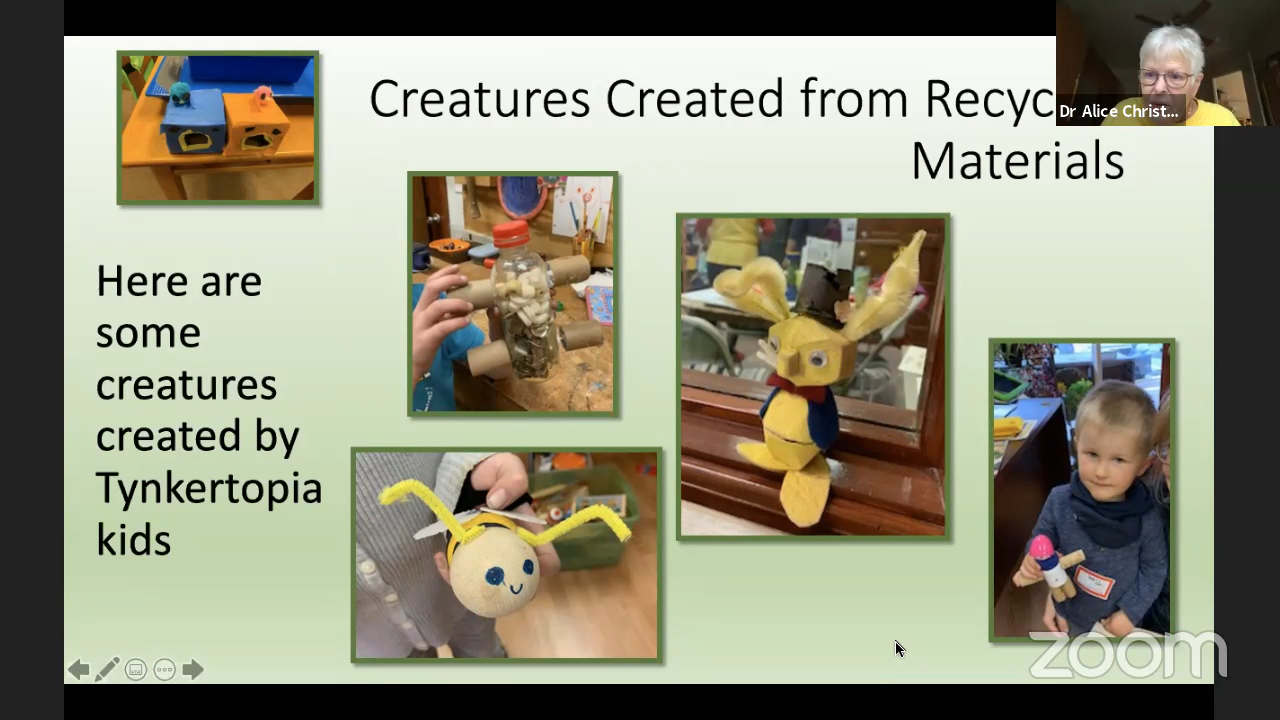 Creatures Created from Recyc
Materials
Dr Alice Christ...
Here are
some
creatures
created by
Tynkertopia
kids
zoom